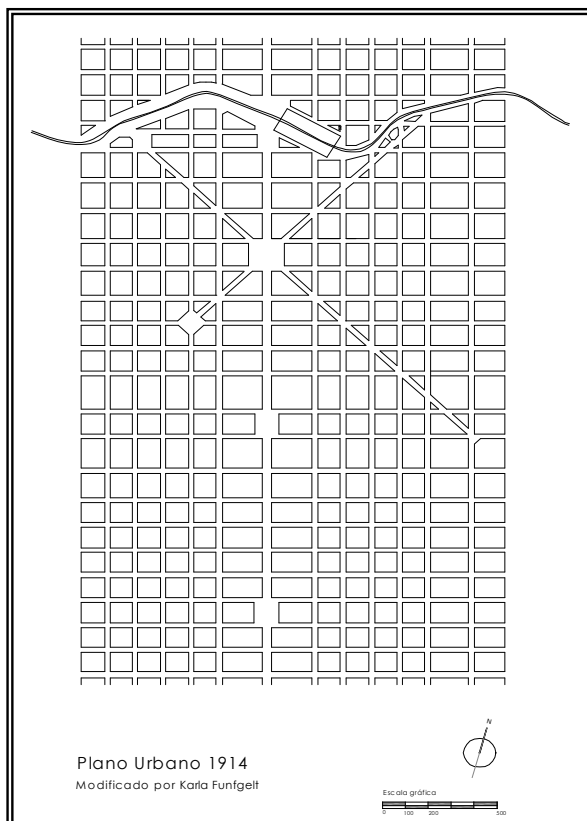 N
Plano Urbano 1914
Modificado por Karla Funfgelt
Escala gráfica
0 100 200 500